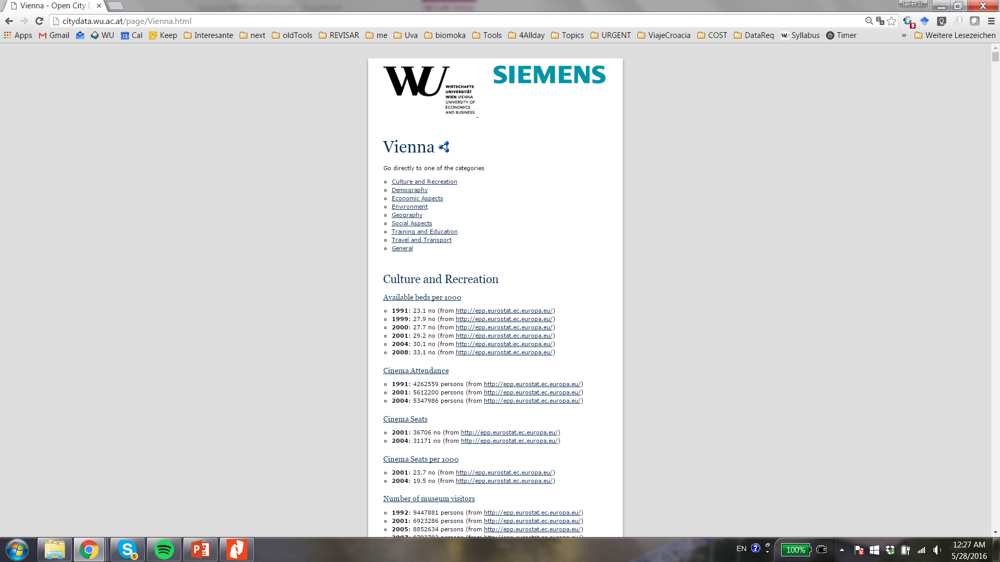 Vienna - Open City D
Javier D.
citydata.wu.ac.at/page/Vienna.html
5
Apps Gmail WU 13 Cal Keep Interesante next oldTools REVISAR me Uva biomoka Tools 4Allday Topics URGENT ViajeCroacia COST DataReq WU Syllabus Timer » Weitere Lesezeichen
WU
WIRTSCHAFTS
UNIVERSITÄT
WIEN VIENNA
UNIVERSITY OF
ECONOMICS
AND BUSINESS
SIEMENS
Vienna
Go directly to one of the categories
Culture and Recreation
Demography
Economic Aspects
Environment
Geography
Social Aspects
Training and Education
Travel and Transport
General
Culture and Recreation
Available beds per 1000
1991: 23.1 no (from http://epp.eurostat.ec.europa.eu/)
1999: 27.9 no (from http://epp.eurostat.ec.europa.eu/)
2000: 27.7 no (from http://epp.eurostat.ec.europa.eu/)
2001: 29.2 no (from http://epp.eurostat.ec.europa.eu/)
2004: 30.1 no (from http://epp.eurostat.ec.europa.eu/)
2008: 33.1 no (from http://epp.eurostat.ec.europa.eu/)
Cinema Attendance
1991: 4262559 persons (from http://epp.eurostat.ec.europa.eu/)
2001: 5612200 persons (from http://epp.eurostat.ec.europa.eu/)
2004: 5347986 persons (from http://epp.eurostat.ec.europa.eu/)
Cinema Seats
2001: 36706 no (from http://epp.eurostat.ec.europa.eu/)
2004: 31171 no (from http://epp.eurostat.ec.europa.eu/)
Cinema Seats per 1000
2001: 23.7 no (from http://epp.eurostat.ec.europa.eu/)
2004: 19.5 no (from http://epp.eurostat.ec.europa.eu/)
Number of museum visitors
1992: 9447881 persons (from http://epp.eurostat.ec.europa.eu/)
2001: 6923286 persons (from http://epp.eurostat.ec.europa.eu/)
2005: 8852634 persons (from http://epp.eurostat.ec.europa.eu/)
EN
100%
12:27 AM
5/28/2016